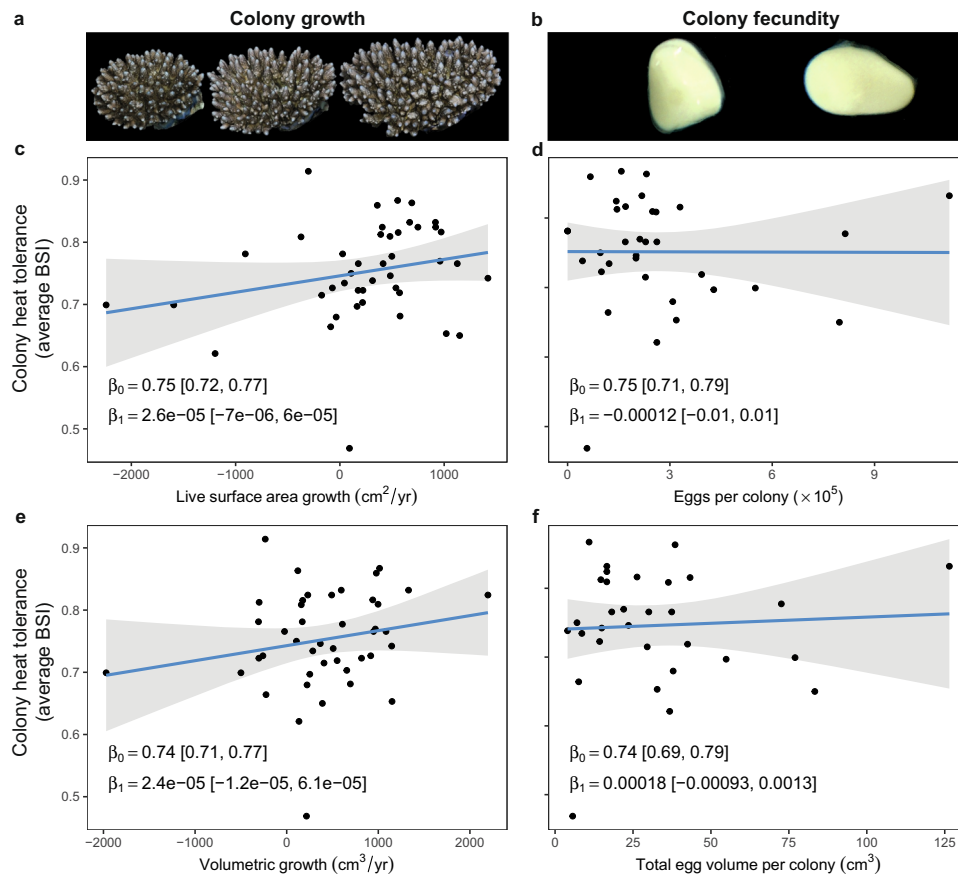 a
Colony growth
b
Colony fecundity
c
0.9
0.8
0.7
0.6
0.5
Colony heat tolerance
(average BSI)
β₀ = 0.75 [0.72, 0.77]
β₁ = 2.6e−05 [−7e−06, 6e−05]
−2000
−1000
0
1000
Live surface area growth (cm²/yr)
d
β₀ = 0.75 [0.71, 0.79]
β₁ = −0.00012 [−0.01, 0.01]
0
3
6
9
Eggs per colony (×10⁵)
e
0.9
0.8
0.7
0.6
0.5
Colony heat tolerance
(average BSI)
β₀ = 0.74 [0.71, 0.77]
β₁ = 2.4e−05 [−1.2e−05, 6.1e−05]
−2000
−1000
0
1000
2000
Volumetric growth (cm³/yr)
f
β₀ = 0.74 [0.69, 0.79]
β₁ = 0.00018 [−0.00093, 0.0013]
0
25
50
75
100
125
Total egg volume per colony (cm³)